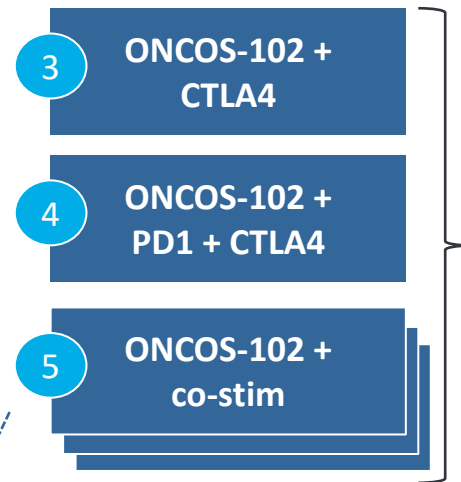 3
ONCOS-102 +
CTLA4
4
ONCOS-102 +
PD1 + CTLA4
5
ONCOS-102 +
co-stim